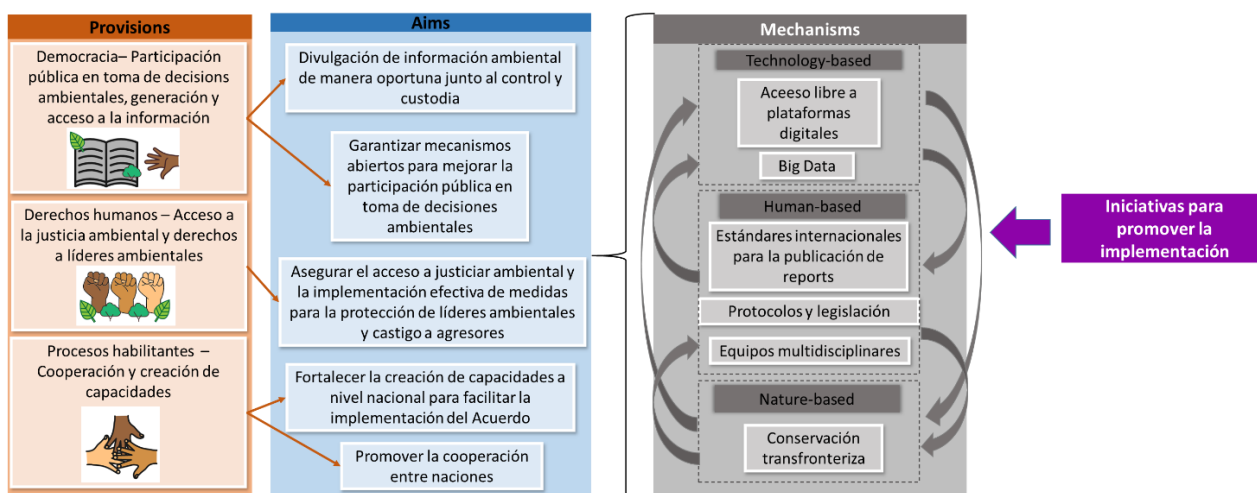 Provisions
Democracia– Participación
pública en toma de decisions
ambientales, generación y
acceso a la información
Derechos humanos – Acceso a
la justicia ambiental y derechos
a líderes ambientales
Procesos habilitantes –
Cooperación y creación de
capacidades
Aims
Divulgación de información ambiental
de manera oportuna junto al control y
custodia
Garantizar mecanismos
abiertos para mejorar la
participación pública en
toma de decisiones
ambientales
Asegurar el acceso a justiciar ambiental y
la implementación efectiva de medidas
para la protección de líderes ambientales
y castigo a agresores
Fortalecer la creación de capacidades a
nivel nacional para facilitar la
implementación del Acuerdo
Promover la cooperación
entre naciones
Mechanisms
Technology-based
Aceeso libre a
plataformas
digitales
Big Data
Human-based
Estándares internacionales
para la publicación de
reports
Protocolos y legislación
Equipos multidisciplinares
Nature-based
Conservación
transfronteriza
Iniciativas para
promover la
implementación